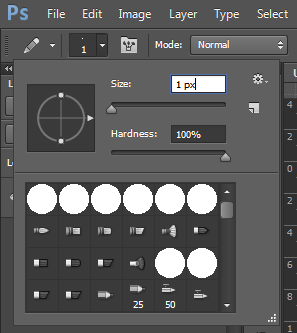 Ps File Edit Image Layer Type Select
1 Mode: Normal
Size: 1 px
Hardness: 100%
25 50